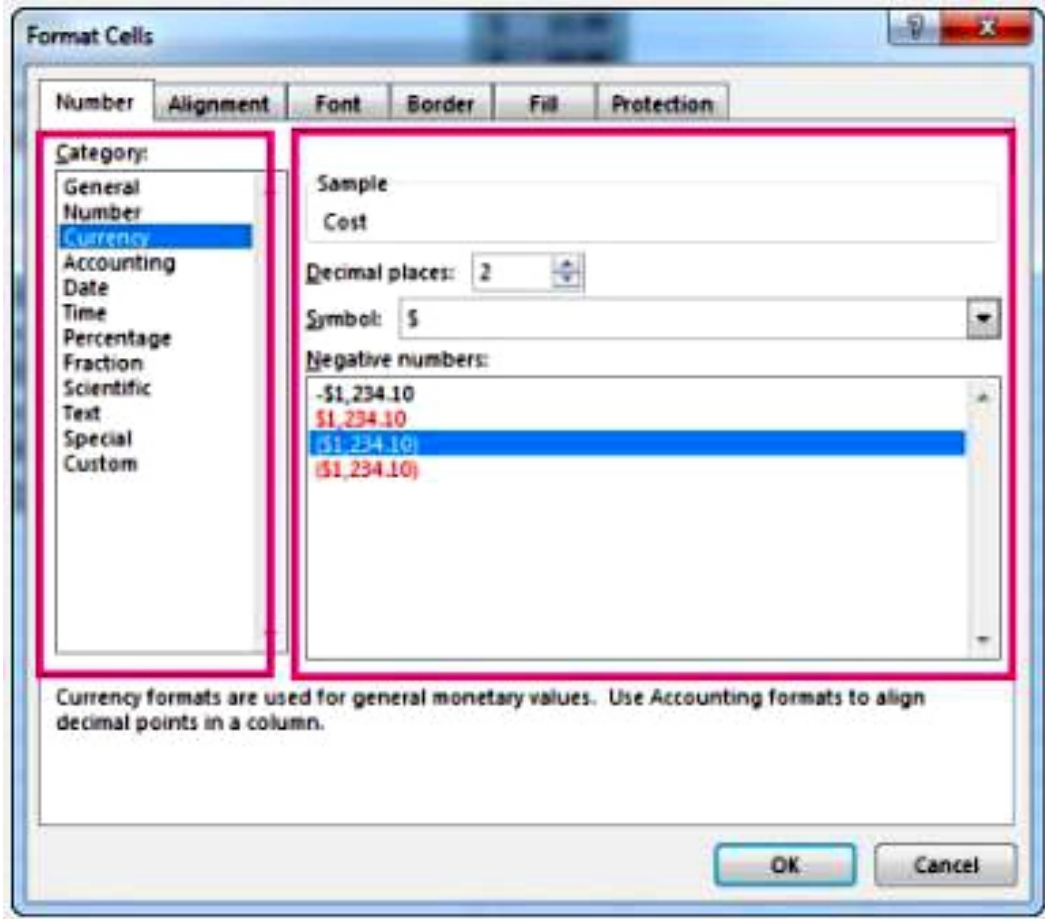 Format Cells
Number Alignment Font Border Fill Protection
Category:
General
Number
Currency
Accounting
Date
Time
Percentage
Fraction
Scientific
Text
Special
Custom
Sample
Cost
Decimal places: 2
Symbol: $
Negative numbers:
-$1,234.10
$1,234.10
($1,234.10)
($1,234.10)
Currency formats are used for general monetary values. Use Accounting formats to align
decimal points in a column.
OK Cancel